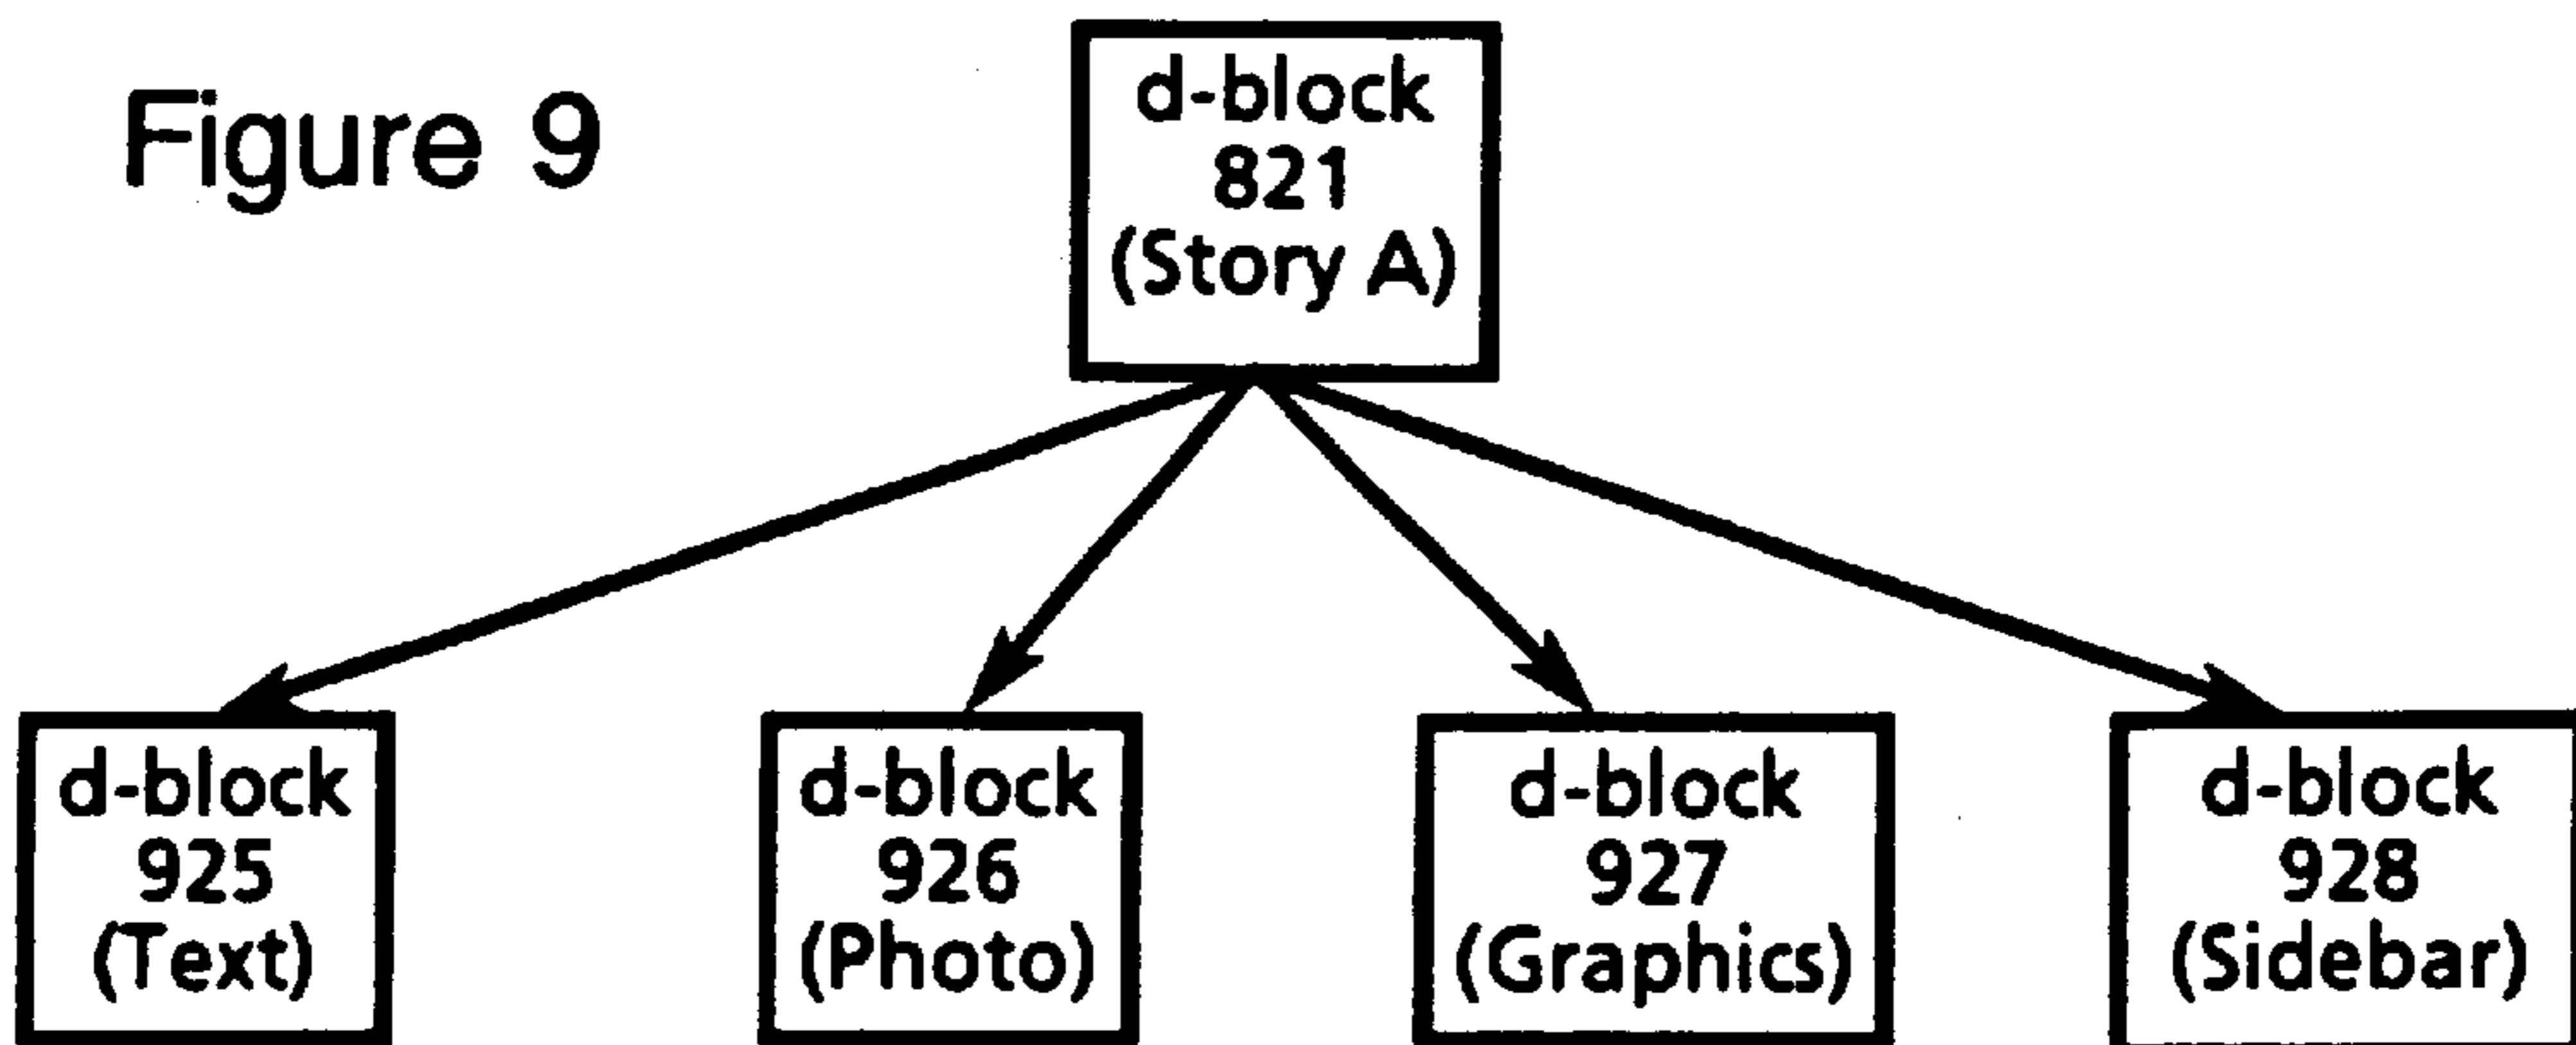 Figure 9
d-block
821
(Story A)
d-block
925
(Text)
d-block
926
(Photo)
d-block
927
(Graphics)
d-block
928
(Sidebar)